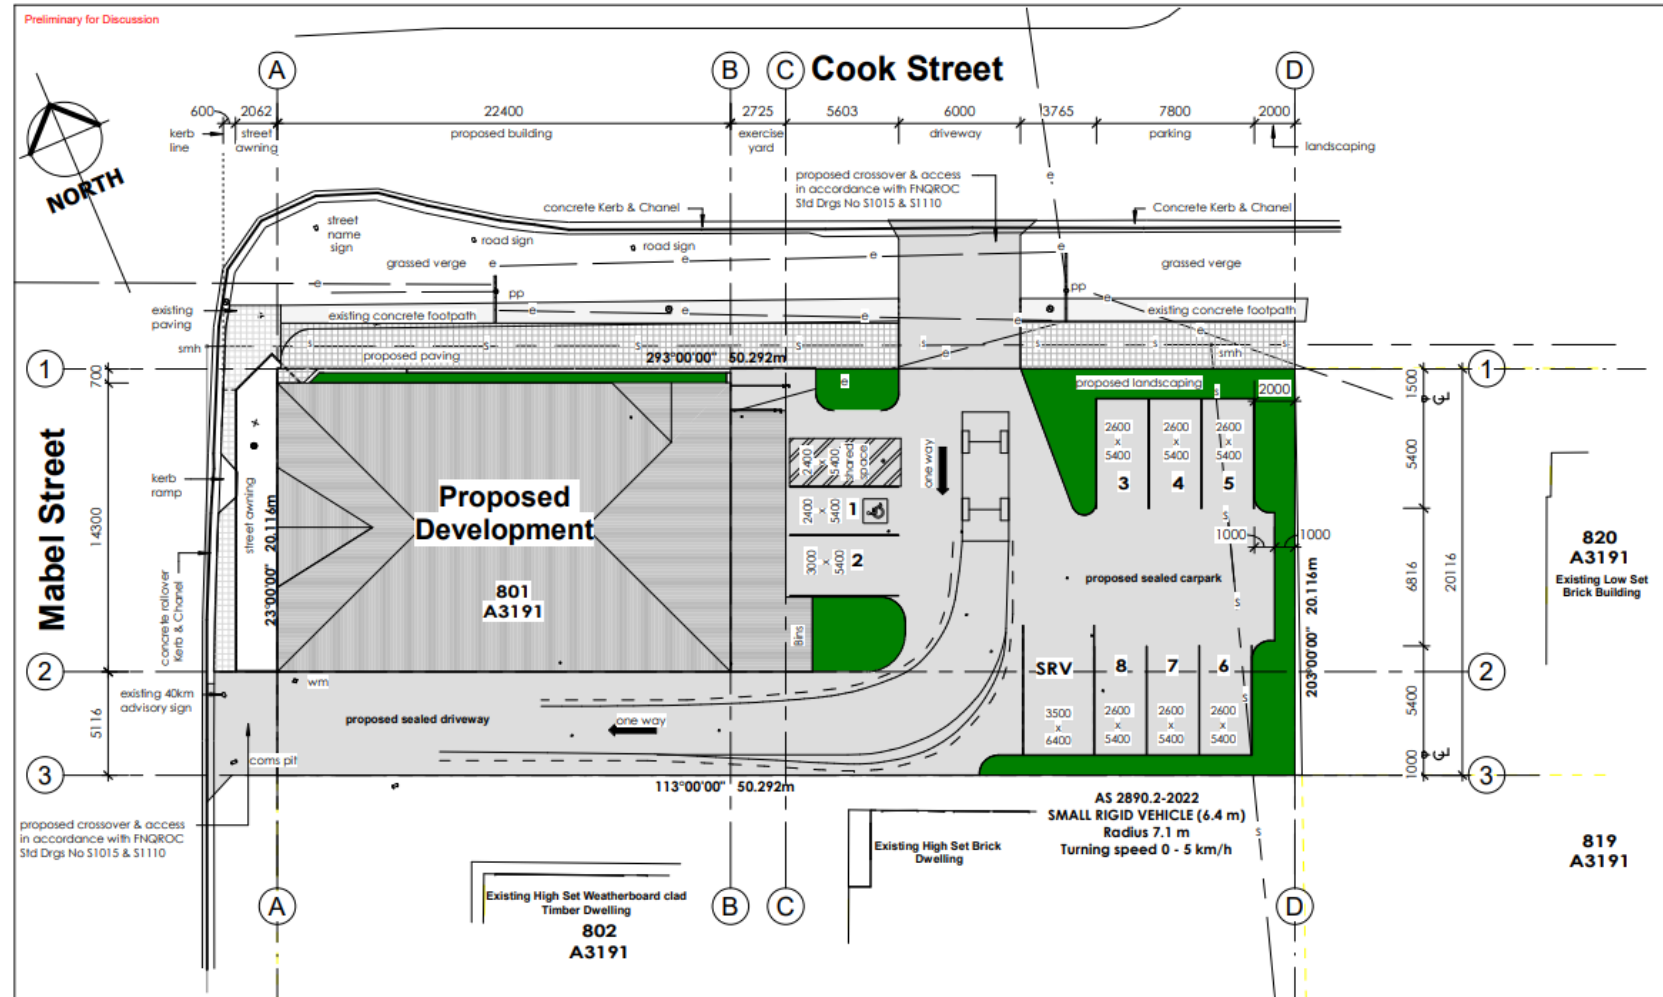 Preliminary for Discussion
A
B
C
Cook Street
D
600
2062
22400
2725
5603
6000
3765
7800
2000
kerb
line
street
awning
proposed building
exercise
yard
driveway
parking
landscaping
NORTH
proposed crossover & access
in accordance with FNQROC
Std Drgs No S1015 & S1110
e
concrete Kerb & Chanel
Concrete Kerb & Chanel
street
name
sign
road sign
road sign
grassed verge
e
e
e
e
grassed verge
e
pp
pp
e
existing
paving
existing concrete footpath
e
e
e
e
existing concrete footpath
e
smh
s
S
s
s
s
s
s
s
smh
proposed paving
293°00'00" 50.292m
e
1
1
700
e
proposed landscaping
s
2000
1500
CL
Mabel Street
14300
kerb
ramp
street awning
23°00'00" 20.116m
concrete rollover
Kerb & Chanel
Proposed
Development
801
A3191
2400
x
5400
shared
space
one way
2400
x
5400
1
3000
x
5400
2
Bins
2600
x
5400
3
2600
x
5400
4
2600
x
5400
5
s
1000
1000
proposed sealed carpark
s
5400
6816
20116
203°00'00" 20.116m
820
A3191
Existing Low Set
Brick Building
2
2
SRV
8
7
6
s
3500
x
6400
2600
x
5400
2600
x
5400
2600
x
5400
5400
1000
CL
existing 40km
advisory sign
wm
proposed sealed driveway
one way
5116
coms pit
3
3
113°00'00" 50.292m
proposed crossover & access
in accordance with FNQROC
Std Drgs No S1015 & S1110
AS 2890.2-2022
SMALL RIGID VEHICLE (6.4 m)
Radius 7.1 m
Turning speed 0 - 5 km/h
s
Existing High Set Brick
Dwelling
819
A3191
Existing High Set Weatherboard clad
Timber Dwelling
802
A3191
A
B
C
D